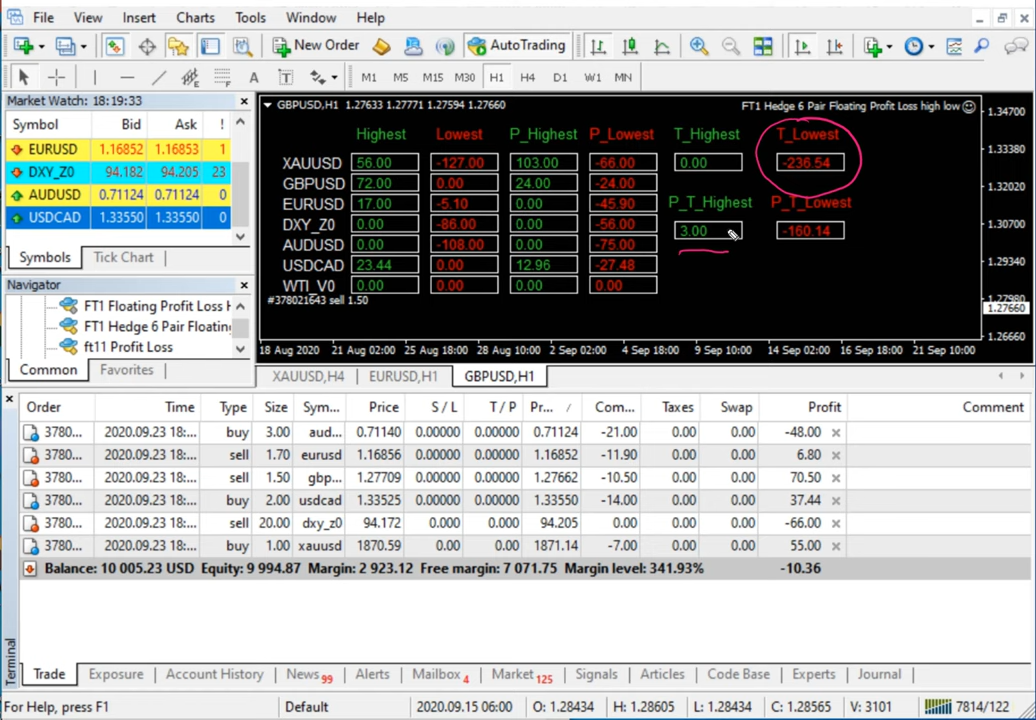 File View Insert Charts Tools Window Help
New Order AutoTrading
A T M1 M5 M15 M30 H1 H4 D1 W1 MN
Market Watch: 18:19:33
Symbol Bid Ask !
EURUSD 1.16852 1.16853 1
DXY_Z0 94.182 94.205 23
AUDUSD 0.71124 0.71124 0
USDCAD 1.33550 1.33550 0
Symbols Tick Chart
Navigator
FT1 Floating Profit Loss
FT1 Hedge 6 Pair Floatin
ft11 Profit Loss
Common Favorites
GBPUSD,H1 1.27633 1.27771 1.27594 1.27660
FT1 Hedge 6 Pair Floating Profit Loss high low
Highest Lowest P_Highest P_Lowest T_Highest T_Lowest
XAUUSD 56.00 -127.00 103.00 -66.00 0.00 -236.54
GBPUSD 72.00 0.00 24.00 -24.00
EURUSD 17.00 -5.10 0.00 -45.90 P_T_Highest P_T_Lowest
DXY_Z0 0.00 -86.00 0.00 -56.00 3.00 -160.14
AUDUSD 0.00 -108.00 0.00 -75.00
USDCAD 23.44 0.00 12.96 -27.48
WTI_V0 0.00 0.00 0.00 0.00
#378021643 sell 1.50
1.34700
1.33380
1.32020
1.30700
1.29340
1.27980
1.27660
1.26660
18 Aug 2020 21 Aug 02:00 25 Aug 18:00 28 Aug 10:00 2 Sep 02:00 4 Sep 18:00 9 Sep 10:00 14 Sep 02:00 16 Sep 18:00 21 Sep 10:00
XAUUSD,H4 EURUSD,H1 GBPUSD,H1
Order Time Type Size Sym... Price S / L T / P Pr... Com... Taxes Swap Profit Comment
3780... 2020.09.23 18:... buy 3.00 aud... 0.71140 0.00000 0.00000 0.71124 -21.00 0.00 0.00 -48.00
3780... 2020.09.23 18:... sell 1.70 eurusd 1.16856 0.00000 0.00000 1.16852 -11.90 0.00 0.00 6.80
3780... 2020.09.23 18:... sell 1.50 gbp... 1.27709 0.00000 0.00000 1.27662 -10.50 0.00 0.00 70.50
3780... 2020.09.23 18:... buy 2.00 usdcad 1.33525 0.00000 0.00000 1.33550 -14.00 0.00 0.00 37.44
3780... 2020.09.23 18:... sell 20.00 dxy_z0 94.172 0.000 0.000 94.205 0.00 0.00 0.00 -66.00
3780... 2020.09.23 18:... buy 1.00 xauusd 1870.59 0.00 0.00 1871.14 -7.00 0.00 0.00 55.00
Balance: 10 005.23 USD Equity: 9 994.87 Margin: 2 923.12 Free margin: 7 071.75 Margin level: 341.93% -10.36
Terminal
Trade Exposure Account History News 99 Alerts Mailbox 4 Market 125 Signals Articles Code Base Experts Journal
For Help, press F1 Default 2020.09.15 06:00 O: 1.28434 H: 1.28605 L: 1.28434 C: 1.28565 V: 3101 7814/122